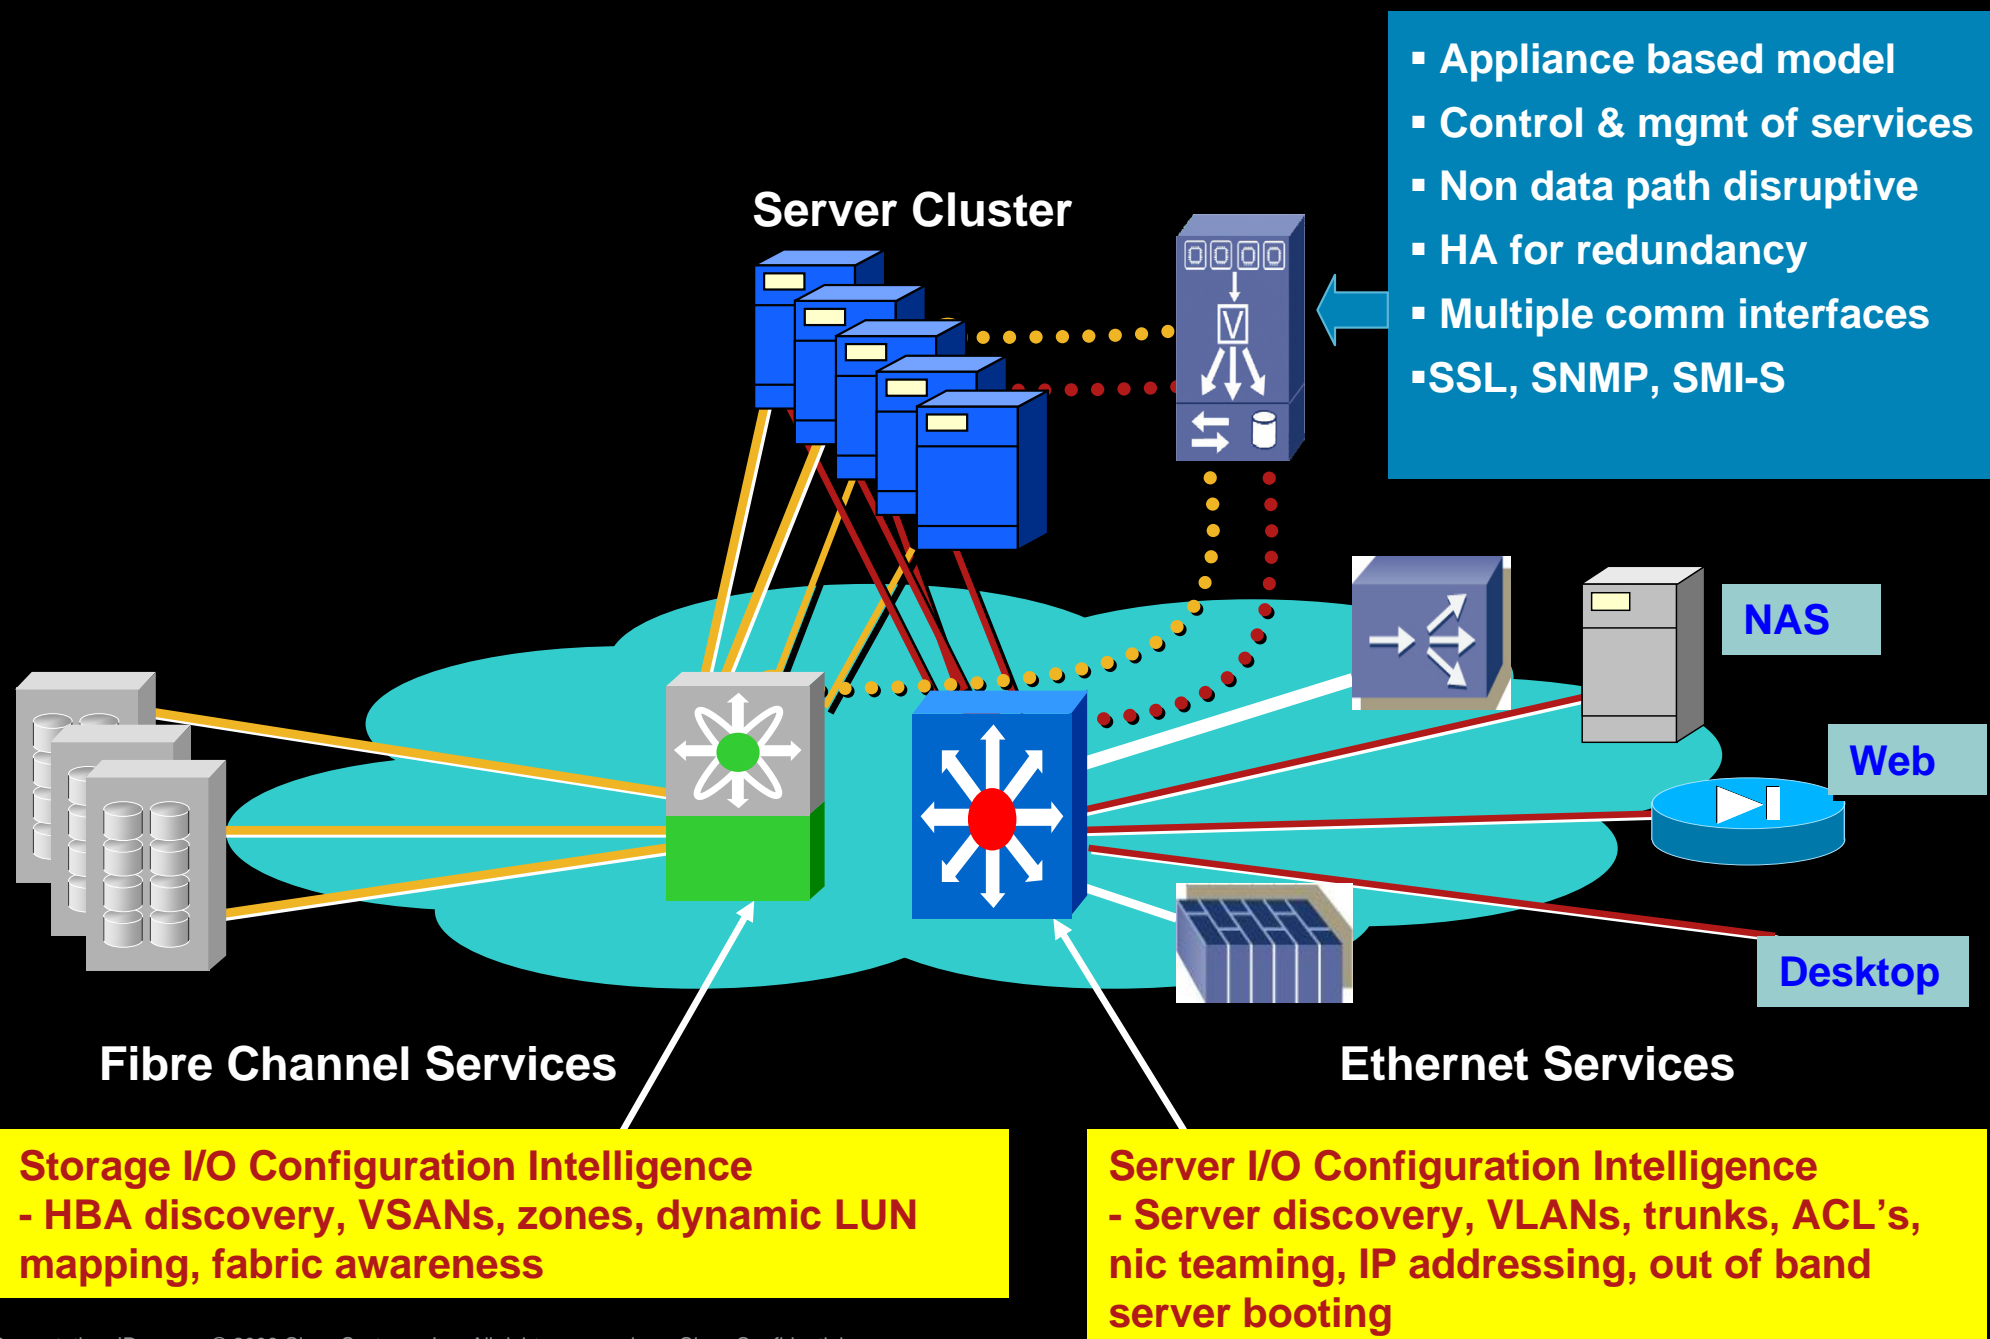 ▪ Appliance based model
▪ Control & mgmt of services
▪ Non data path disruptive
▪ HA for redundancy
▪ Multiple comm interfaces
▪SSL, SNMP, SMI-S
Server Cluster
V
NAS
Web
Desktop
Fibre Channel Services
Ethernet Services
Storage I/O Configuration Intelligence
- HBA discovery, VSANs, zones, dynamic LUN
mapping, fabric awareness
Server I/O Configuration Intelligence
- Server discovery, VLANs, trunks, ACL’s,
nic teaming, IP addressing, out of band
server booting